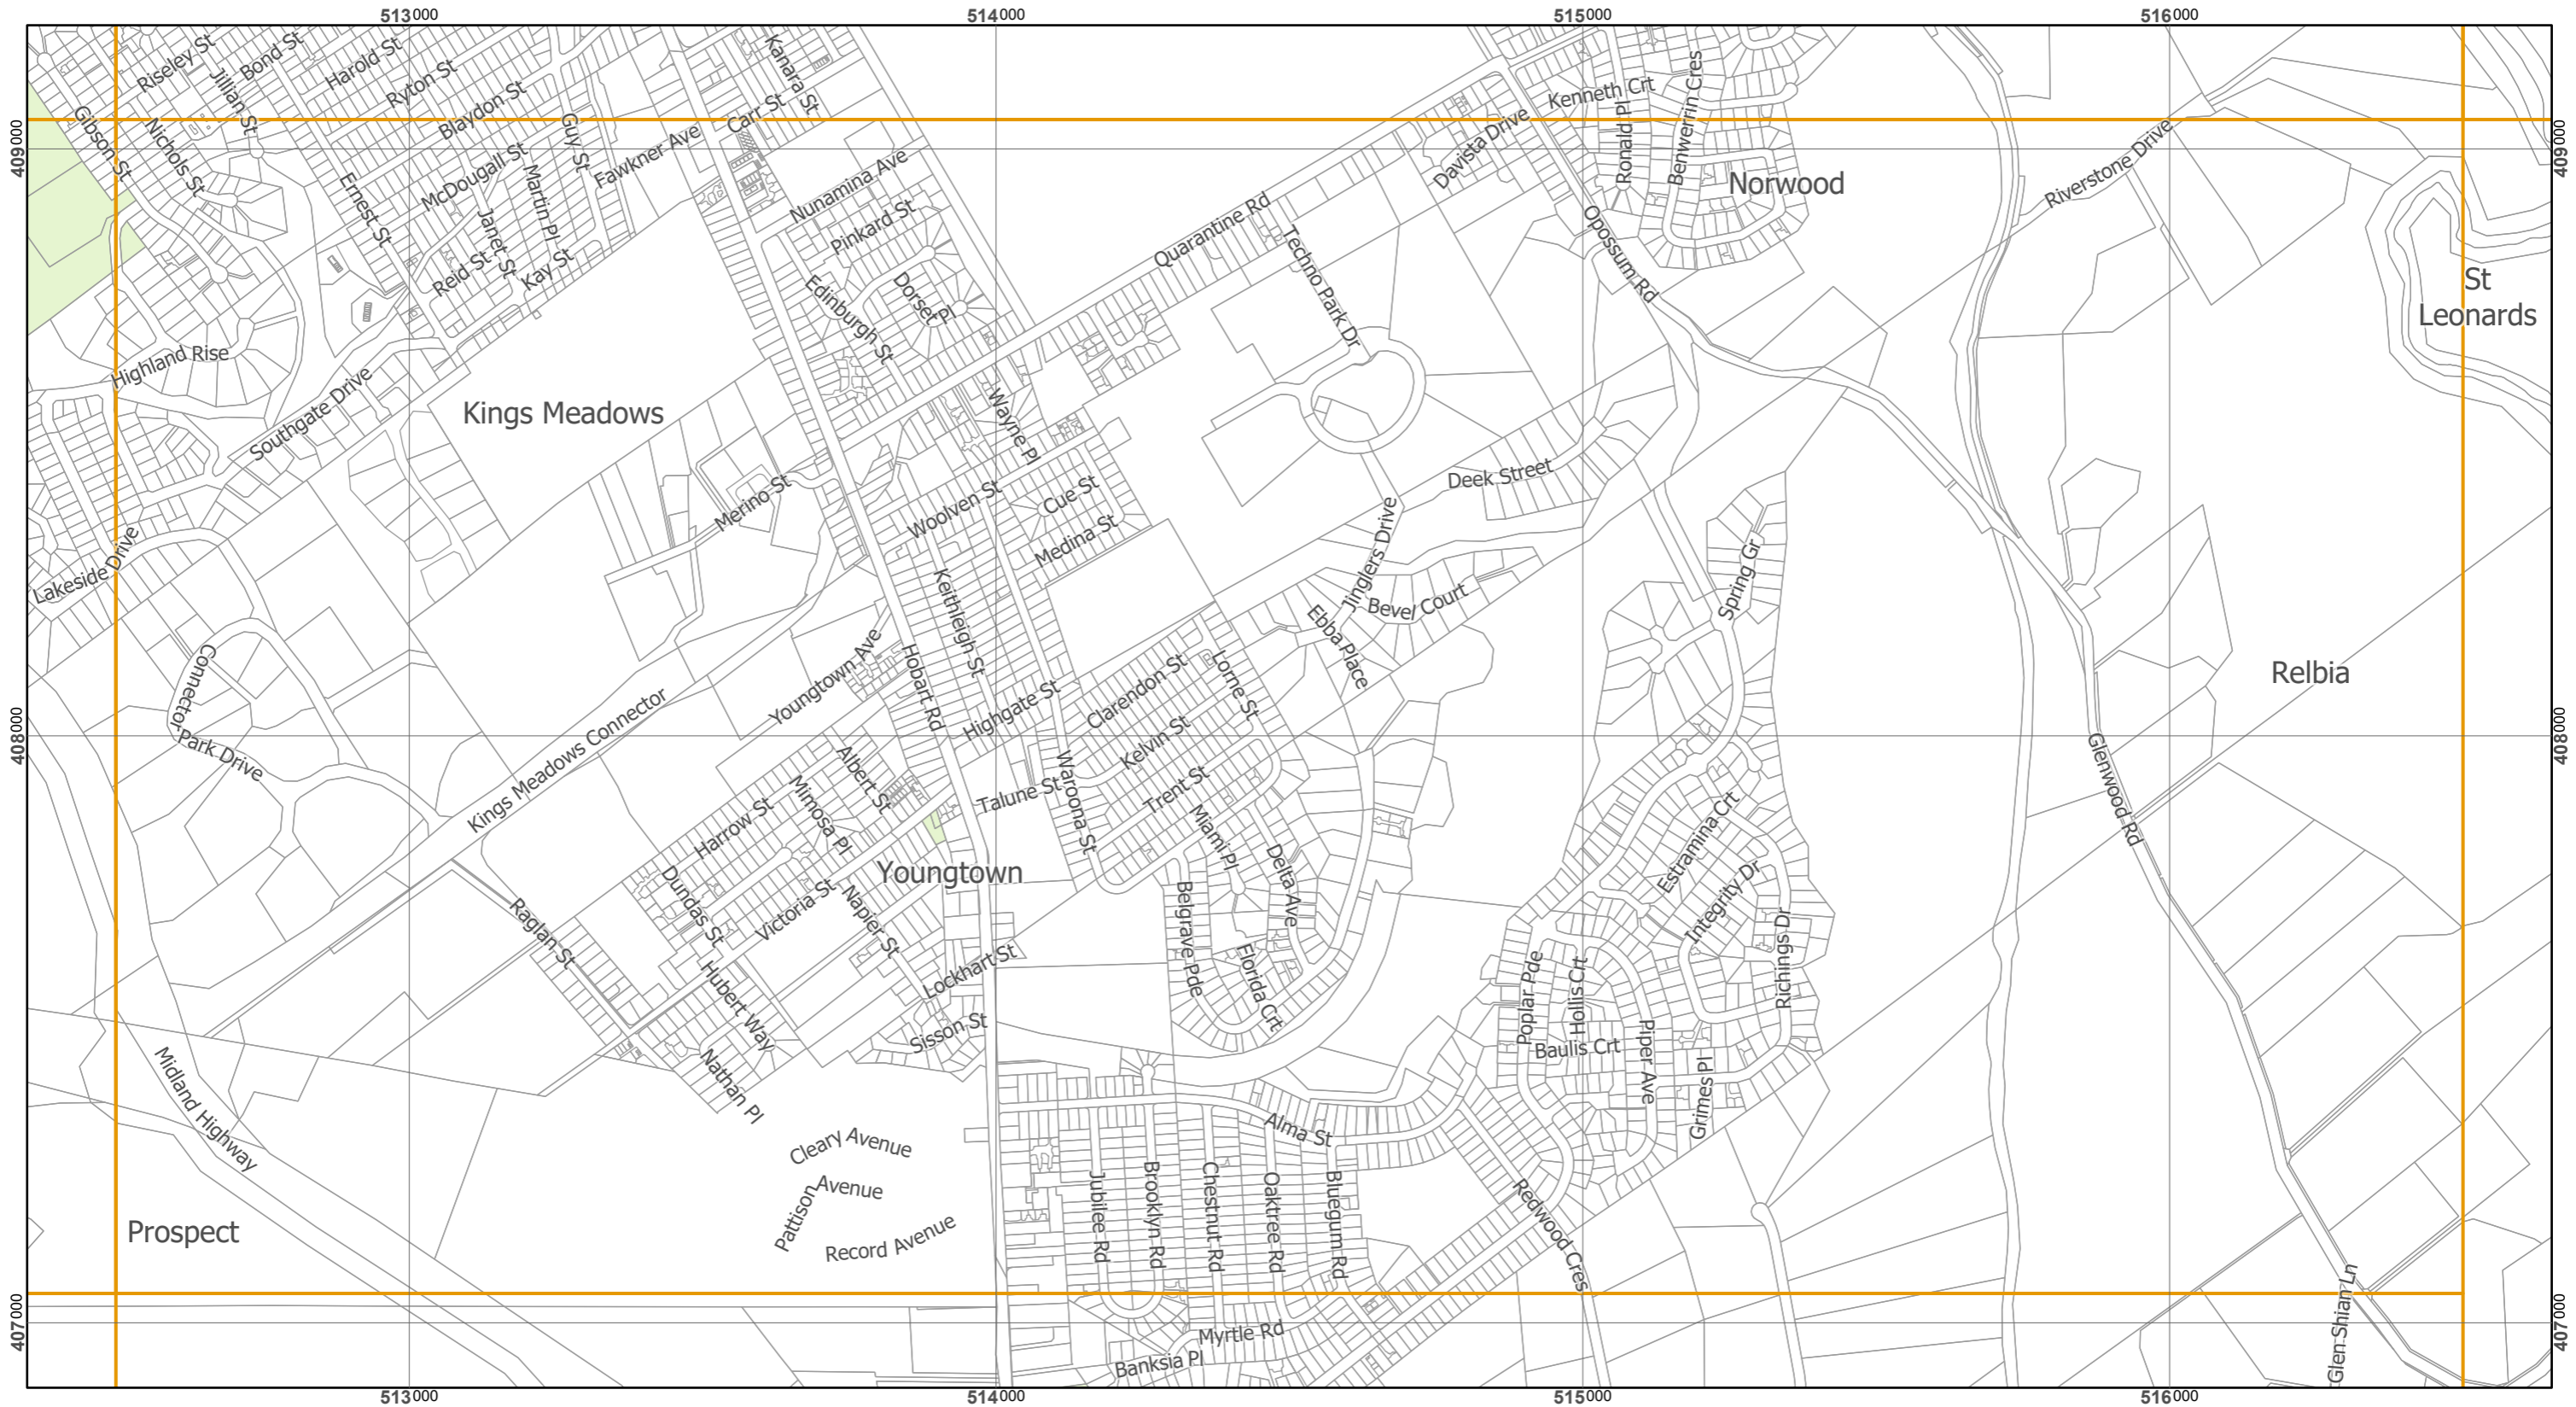 513000
514000
515000
516000
Riseley St
Bond St
Harold St
Kanara St
Jillian St
Ryton St
Blaydon St
Carr St
Kenneth Crt
Benwerrin Cres
Ronald Pl
Gibson St
Nichols St
Guy St
Fawkner Ave
Davista Drive
409000
409000
McDougall St
Martin Pl
Ernest St
Janet St
Nunamina Ave
Pinkard St
Norwood
Riverstone Drive
Quarantine Rd
Reid St
Kay St
Techno Park Dr
Opossum Rd
Edinburgh St
Dorset Pl
St
Leonards
Highland Rise
Southgate Drive
Kings Meadows
Wayne Pl
Merino St
Woolven St
Cue St
Medina St
Deek Street
Jinglers Drive
Lakeside Drive
Keithleigh St
Bevel Court
Ebba Place
Spring Gr
Youngtown Ave
Hobart Rd
Clarendon St
Lorne St
Relbia
Connector
Park Drive
Kings Meadows Connector
Highgate St
Kelvin St
408000
408000
Albert St
Mimosa Pl
Harrow St
Talune St
Waroona St
Trent St
Miami Pl
Glenwood Rd
Estramina Crt
Youngtown
Dundas St
Victoria St
Napier St
Delta Ave
Integrity Dr
Raglan St
Belgrave Pde
Richings Dr
Hubert Way
Lockhart St
Florida Crt
Poplar Pde
Hollis Crt
Sisson St
Baulis Crt
Piper Ave
Grimes Pl
Nathan Pl
Midland Highway
Alma St
Cleary Avenue
Pattison Avenue
Record Avenue
Prospect
Jubilee Rd
Brooklyn Rd
Chestnut Rd
Oaktree Rd
Bluegum Rd
Redwood Cres
407000
407000
Myrtle Rd
Banksia Pl
Glen Shian Ln
513000
514000
515000
516000